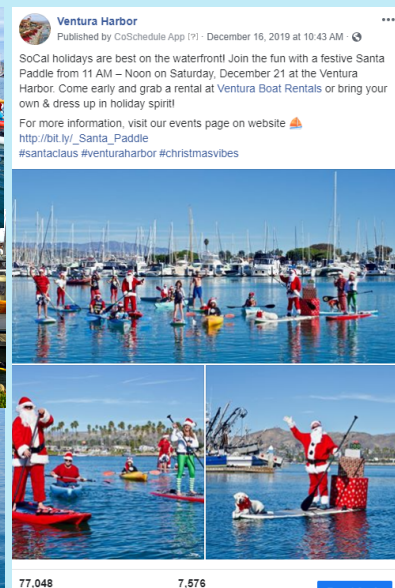 Ventura Harbor
Published by CoSchedule App [?] · December 16, 2019 at 10:43 AM ·
SoCal holidays are best on the waterfront! Join the fun with a festive Santa
Paddle from 11 AM – Noon on Saturday, December 21 at the Ventura
Harbor. Come early and grab a rental at Ventura Boat Rentals or bring your
own & dress up in holiday spirit!
For more information, visit our events page on website
http://bit.ly/_Santa_Paddle
#santaclaus #venturaharbor #christmasvibes
77,048 7,576